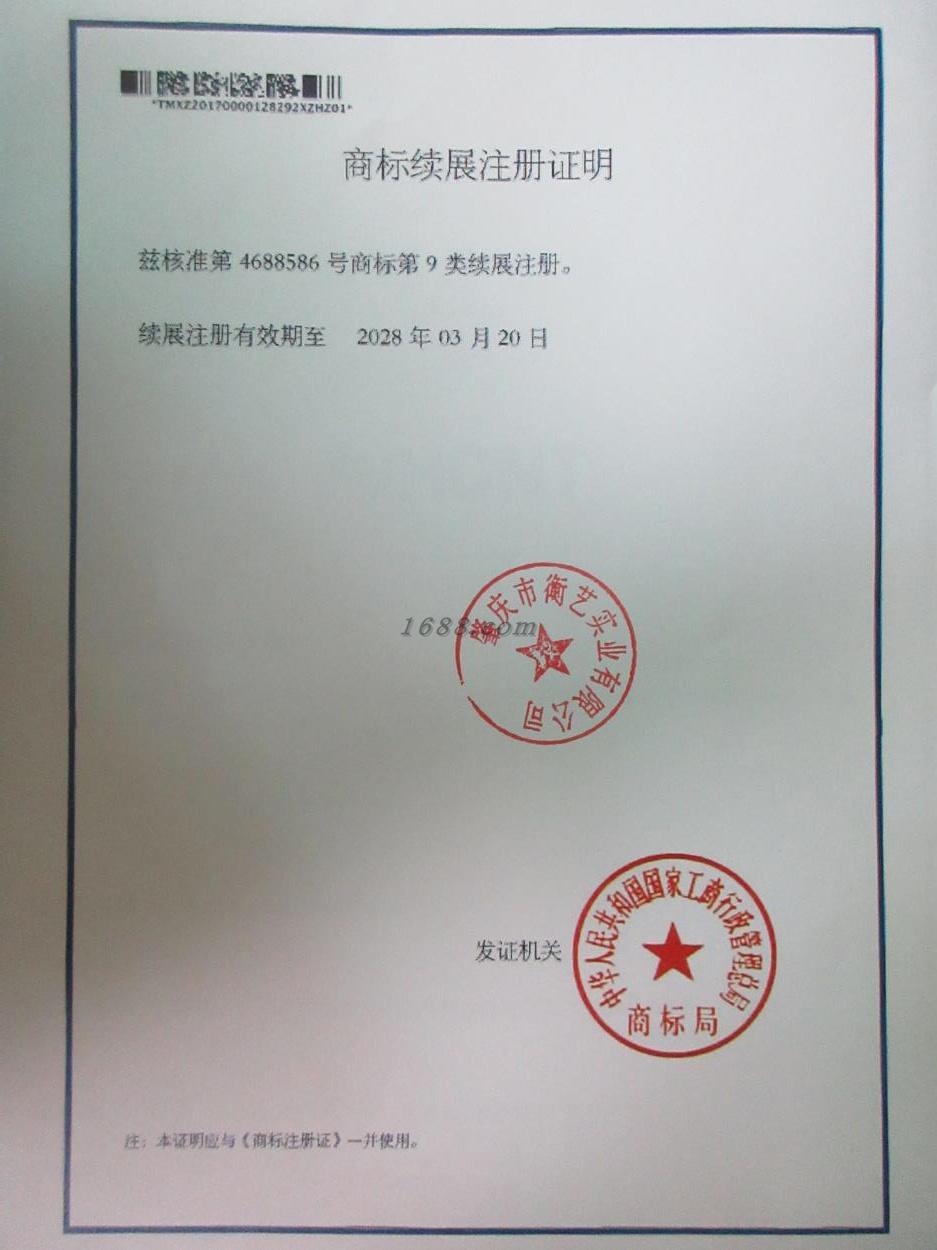 *TMXZ20170000128292XZHZ01*
商标续展注册证明
兹核准第 4688586 号商标第 9 类续展注册。
续展注册有效期至 2028 年 03 月 20 日
1688.com
肇庆市衡艺实业有限公司
发证机关
中华人民共和国国家工商行政管理总局
商标局
注：本证明应与《商标注册证》一并使用。